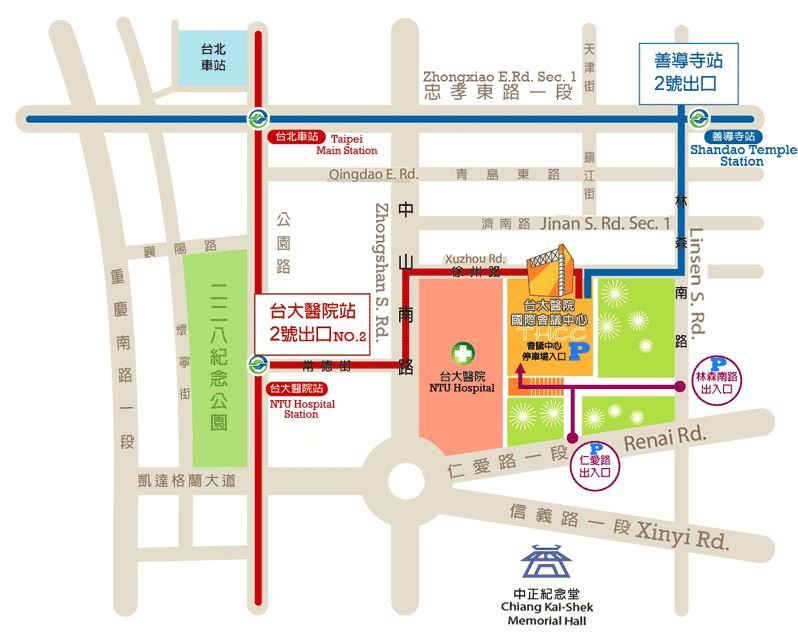 台北
車站
天津街
善導寺站
2號出口
Zhongxiao E.Rd. Sec. 1
忠孝東路一段
台北車站 Taipei
Main Station
善導寺站
Shandao Temple
Station
Qingdao E. Rd.
青島東路
鎮江街
林森南路
Linsen S. Rd.
公園路
中山南路
Zhongshan S. Rd.
濟南路 Jinan S. Rd. Sec. 1
襄陽路
Xuzhou Rd.
徐州路
重慶南路一段
懷寧街
二二八紀念公園
台大醫院站
2號出口NO.2
台大醫院
國際會議中心
THCC
會議中心
停車場入口 P
常德街
台大醫院站
NTU Hospital
Station
台大醫院
NTU Hospital
P
林森南路
出入口
仁愛路一段 Renai Rd.
P
仁愛路
出入口
凱達格蘭大道
信義路一段 Xinyi Rd.
中正紀念堂
Chiang Kai-Shek
Memorial Hall